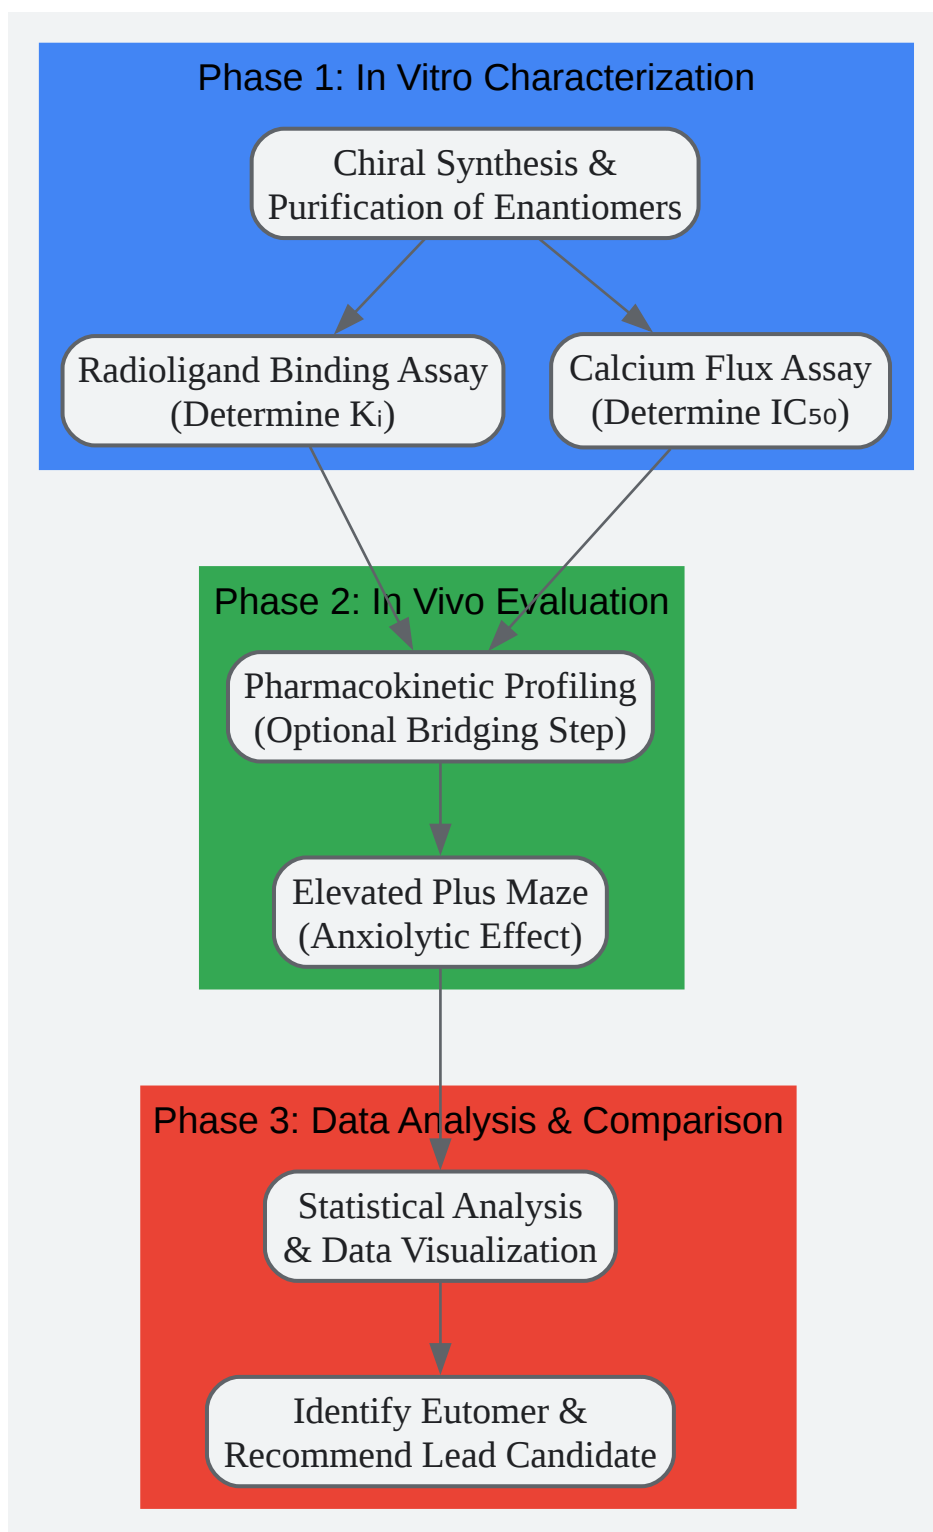 Phase 1: In Vitro Characterization
Chiral Synthesis &
Purification of Enantiomers
Radioligand Binding Assay
(Determine Kᵢ)
Calcium Flux Assay
(Determine IC₅₀)
Phase 2: In Vivo Evaluation
Pharmacokinetic Profiling
(Optional Bridging Step)
Elevated Plus Maze
(Anxiolytic Effect)
Phase 3: Data Analysis & Comparison
Statistical Analysis
& Data Visualization
Identify Eutomer &
Recommend Lead Candidate